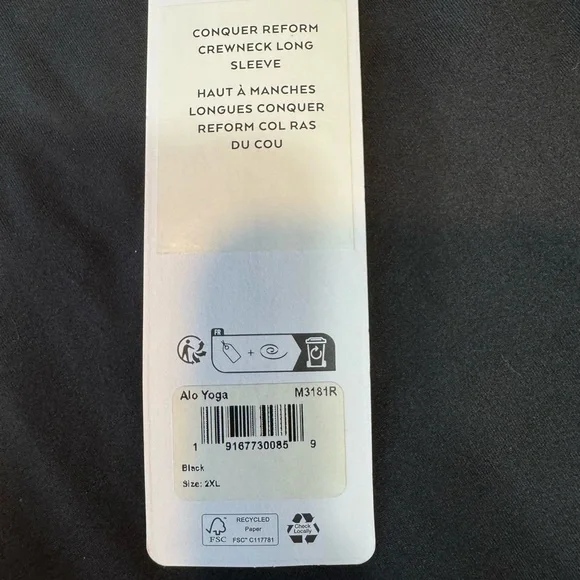 CONQUER REFORM
CREWNECK LONG
SLEEVE
HAUT À MANCHES
LONGUES CONQUER
REFORM COL RAS
DU COU
FR
+
Alo Yoga M3181R
1 9167730085 9
Black
Size: 2XL
FSC
RECYCLED
Paper
FSC® C117781
Check
Locally